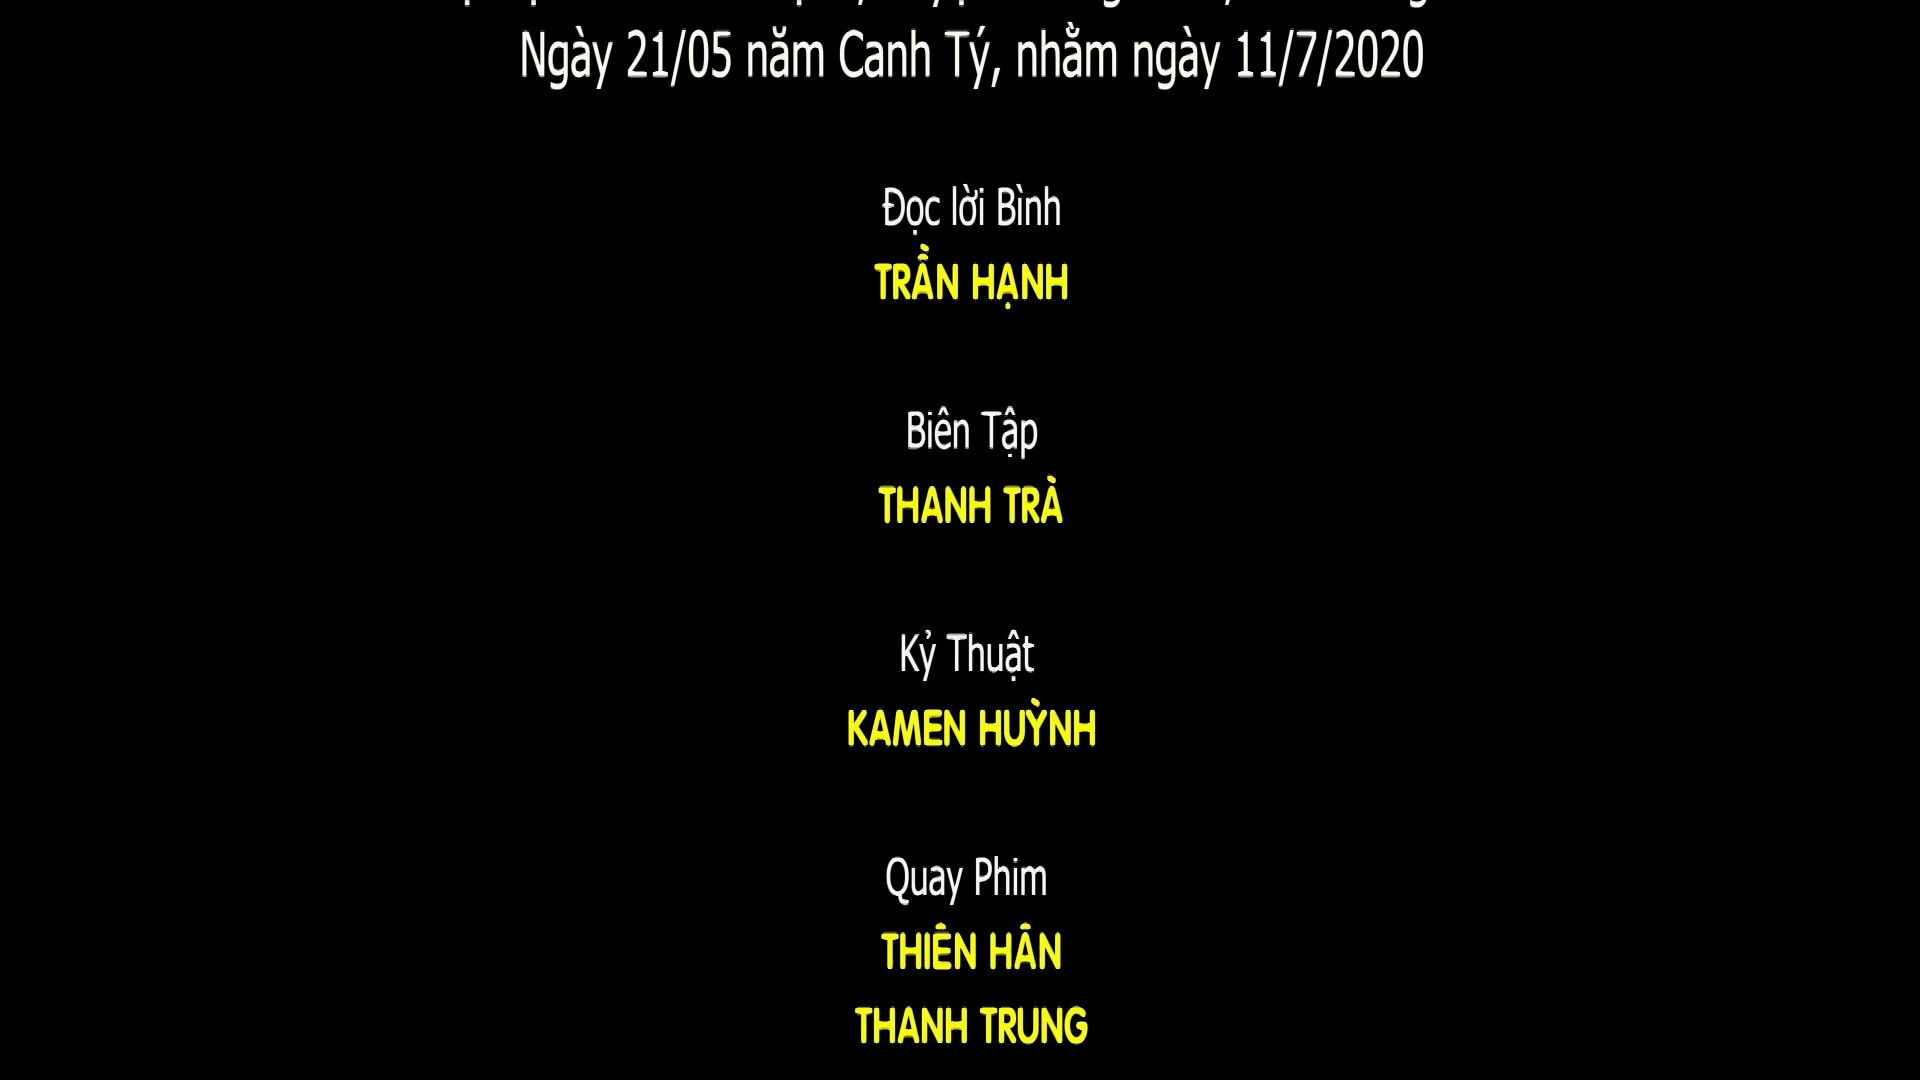 Ngày 21/05 năm Canh Tý, nhằm ngày 11/7/2020
Đọc lời Bình
TRẦN HẠNH
Biên Tập
THANH TRÀ
Kỷ Thuật
KAMEN HUỲNH
Quay Phim
THIÊN HÂN
THANH TRUNG